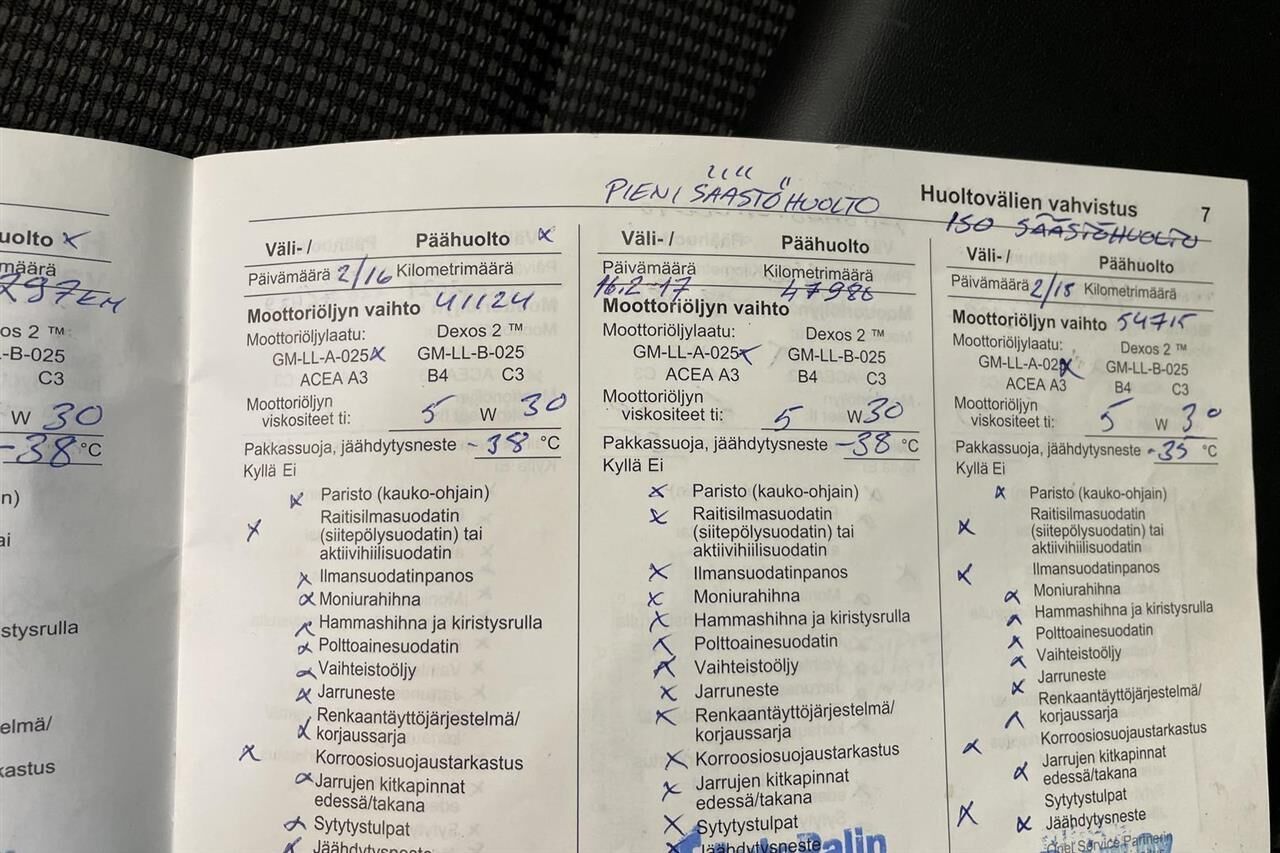 uolto x
määrä
797 KM
xos 2 ™
-LL-B-025
C3
W 30
-38 °C
n)
ai
istysrulla
elmä/
kastus
PIENI SÄÄSTÖHUOLTO
Huoltovälien vahvistus 7
ISO SÄÄSTÖHUOLTO
Väli- / Päähuolto x
Päivämäärä 2/16 Kilometrimäärä
Moottoriöljyn vaihto 41124
Moottoriöljylaatu: Dexos 2 ™
GM-LL-A-025 x GM-LL-B-025
ACEA A3 B4 C3
Moottoriöljyn
viskositeet ti: 5 W 30
Pakkassuoja, jäähdytysneste -38 °C
Kyllä Ei
x Paristo (kauko-ohjain)
x Raitisilmasuodatin
(siitepölysuodatin) tai
aktiivihiilisuodatin
x Ilmansuodatinpanos
x Moniurahihna
x Hammashihna ja kiristysrulla
x Polttoainesuodatin
x Vaihteistoöljy
x Jarruneste
Renkaantäyttöjärjestelmä/
x korjaussarja
x Korroosiosuojaustarkastus
x Jarrujen kitkapinnat
edessä/takana
x Sytytystulpat
x Jäähdytysneste
Väli- / Päähuolto
Päivämäärä Kilometrimäärä
16.2-17 47986
Moottoriöljyn vaihto
Moottoriöljylaatu: Dexos 2 ™
GM-LL-A-025 x GM-LL-B-025
ACEA A3 B4 C3
Moottoriöljyn
viskositeet ti: 5 W 30
Pakkassuoja, jäähdytysneste -38 °C
Kyllä Ei
x Paristo (kauko-ohjain)
x Raitisilmasuodatin
(siitepölysuodatin) tai
aktiivihiilisuodatin
x Ilmansuodatinpanos
x Moniurahihna
x Hammashihna ja kiristysrulla
x Polttoainesuodatin
x Vaihteistoöljy
x Jarruneste
x Renkaantäyttöjärjestelmä/
korjaussarja
x Korroosiosuojaustarkastus
x Jarrujen kitkapinnat
edessä/takana
x Sytytystulpat
Jäähdytysneste
Väli- / Päähuolto
Päivämäärä 2/18 Kilometrimäärä
Moottoriöljyn vaihto 54715
Moottoriöljylaatu: Dexos 2 ™
GM-LL-A-025 x GM-LL-B-025
ACEA A3 B4 C3
Moottoriöljyn
viskositeet ti: 5 W 30
Pakkassuoja, jäähdytysneste -35 °C
Kyllä Ei
x Paristo (kauko-ohjain)
x Raitisilmasuodatin
(siitepölysuodatin) tai
aktiivihiilisuodatin
x Ilmansuodatinpanos
x Moniurahihna
x Hammashihna ja kiristysrulla
x Polttoainesuodatin
x Vaihteistoöljy
x Jarruneste
Renkaantäyttöjärjestelmä/
x korjaussarja
x Korroosiosuojaustarkastus
x Jarrujen kitkapinnat
edessä/takana
x Sytytystulpat
x Jäähdytysneste
Opel Service Partnerin